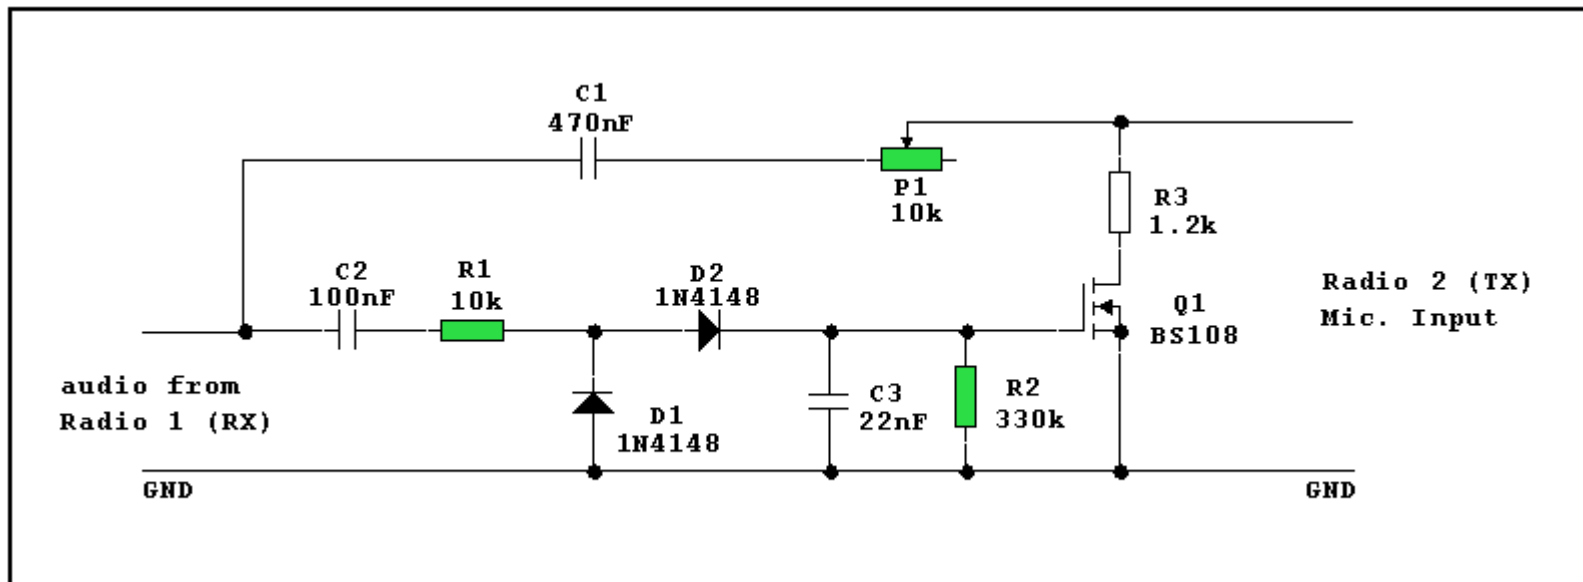 C1
470nF
P1
10k
R3
1.2k
C2
100nF
R1
10k
D2
1N4148
Radio 2 (TX)
Mic. Input
Q1
BS108
audio from
Radio 1 (RX)
D1
1N4148
C3
22nF
R2
330k
GND
GND